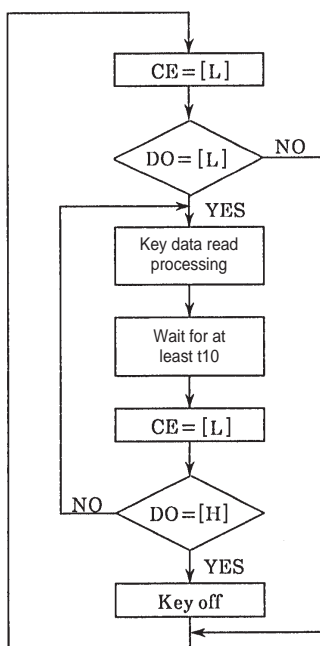 CE=[L]
DO=[L]
NO
YES
Key data read
processing
Wait for at
least t10
CE=[L]
DO=[H]
NO
YES
Key off